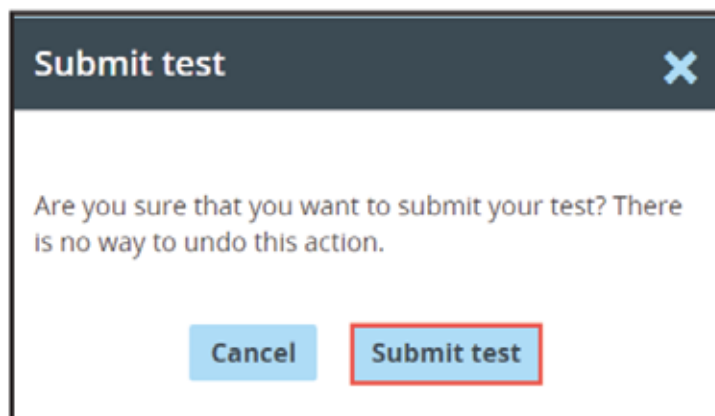 Submit test
Are you sure that you want to submit your test? There
is no way to undo this action.
Cancel
Submit test